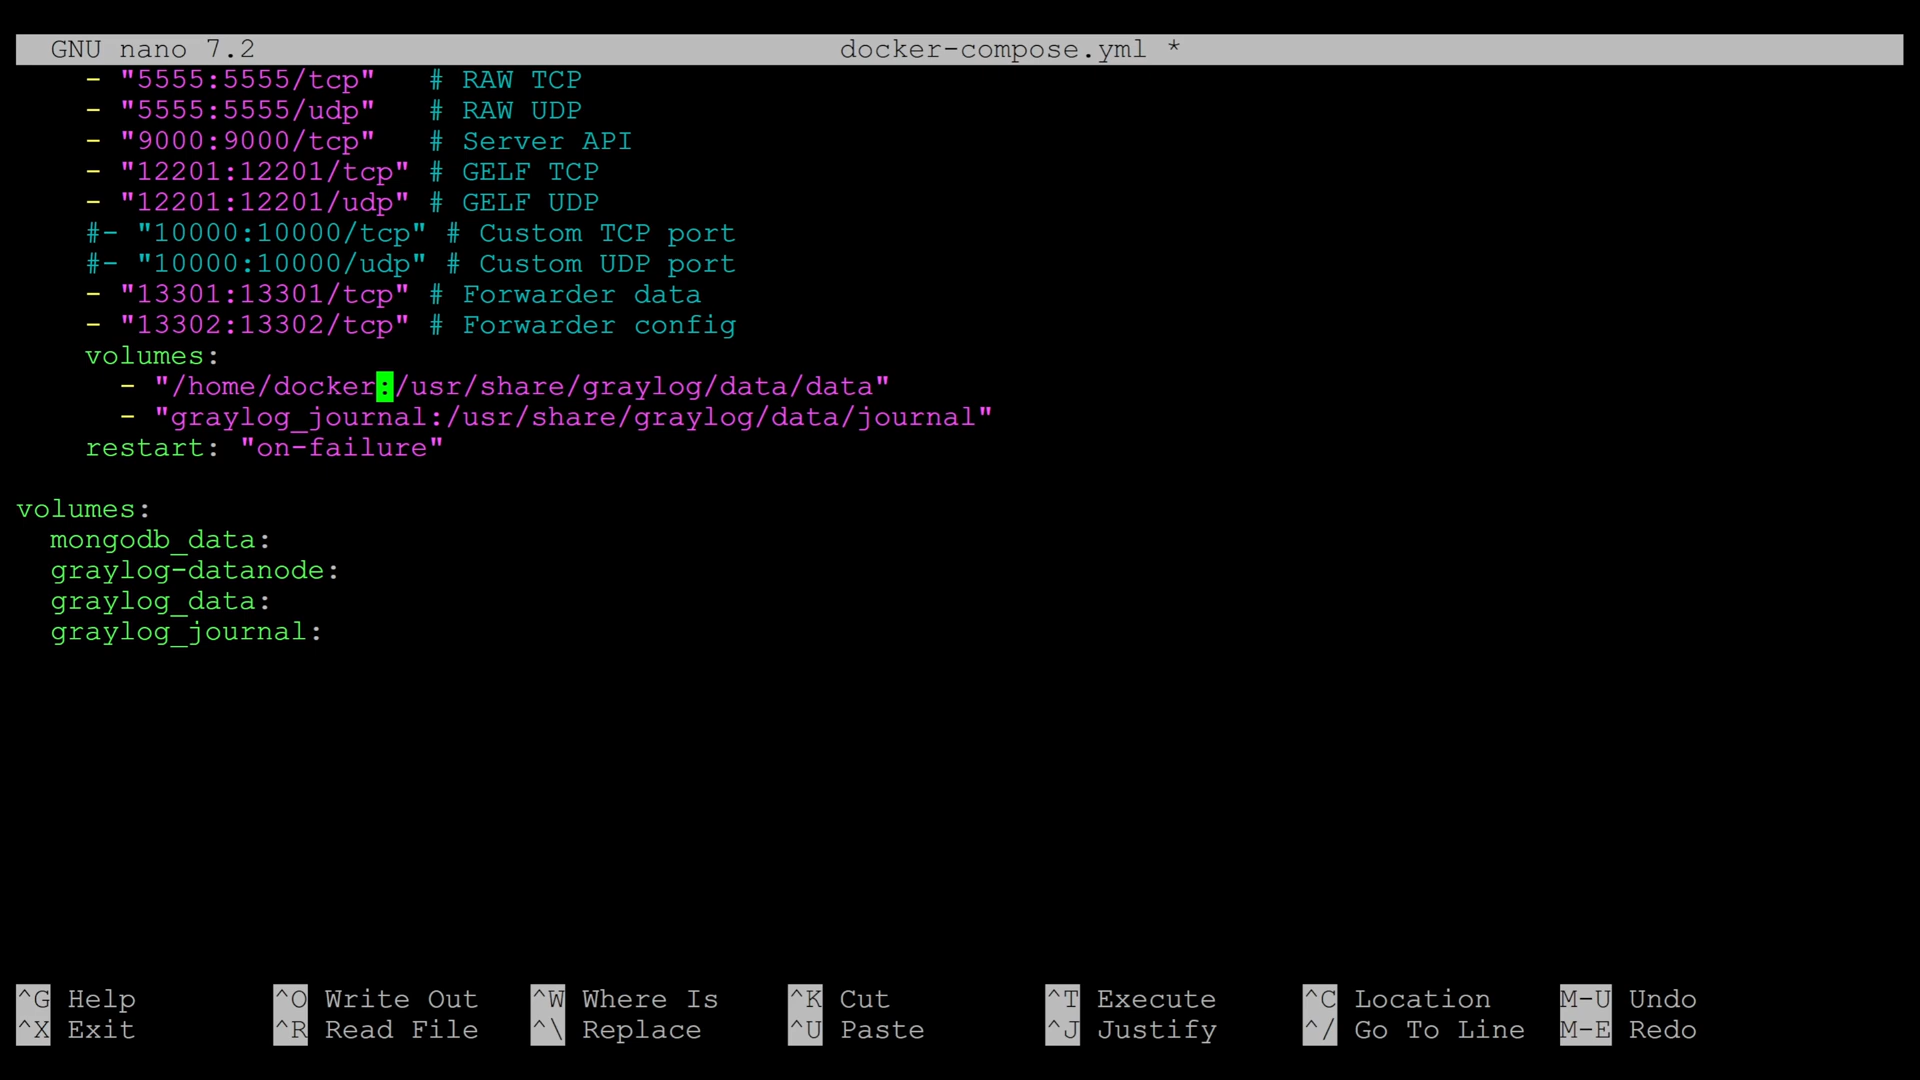 GNU nano 7.2 docker-compose.yml *
- "5555:5555/tcp" # RAW TCP
- "5555:5555/udp" # RAW UDP
- "9000:9000/tcp" # Server API
- "12201:12201/tcp" # GELF TCP
- "12201:12201/udp" # GELF UDP
#- "10000:10000/tcp" # Custom TCP port
#- "10000:10000/udp" # Custom UDP port
- "13301:13301/tcp" # Forwarder data
- "13302:13302/tcp" # Forwarder config
volumes:
- "/home/docker:/usr/share/graylog/data/data"
- "graylog_journal:/usr/share/graylog/data/journal"
restart: "on-failure"
volumes:
mongodb_data:
graylog-datanode:
graylog_data:
graylog_journal:
^G Help ^O Write Out ^W Where Is ^K Cut ^T Execute ^C Location M-U Undo
^X Exit ^R Read File ^\ Replace ^U Paste ^J Justify ^/ Go To Line M-E Redo